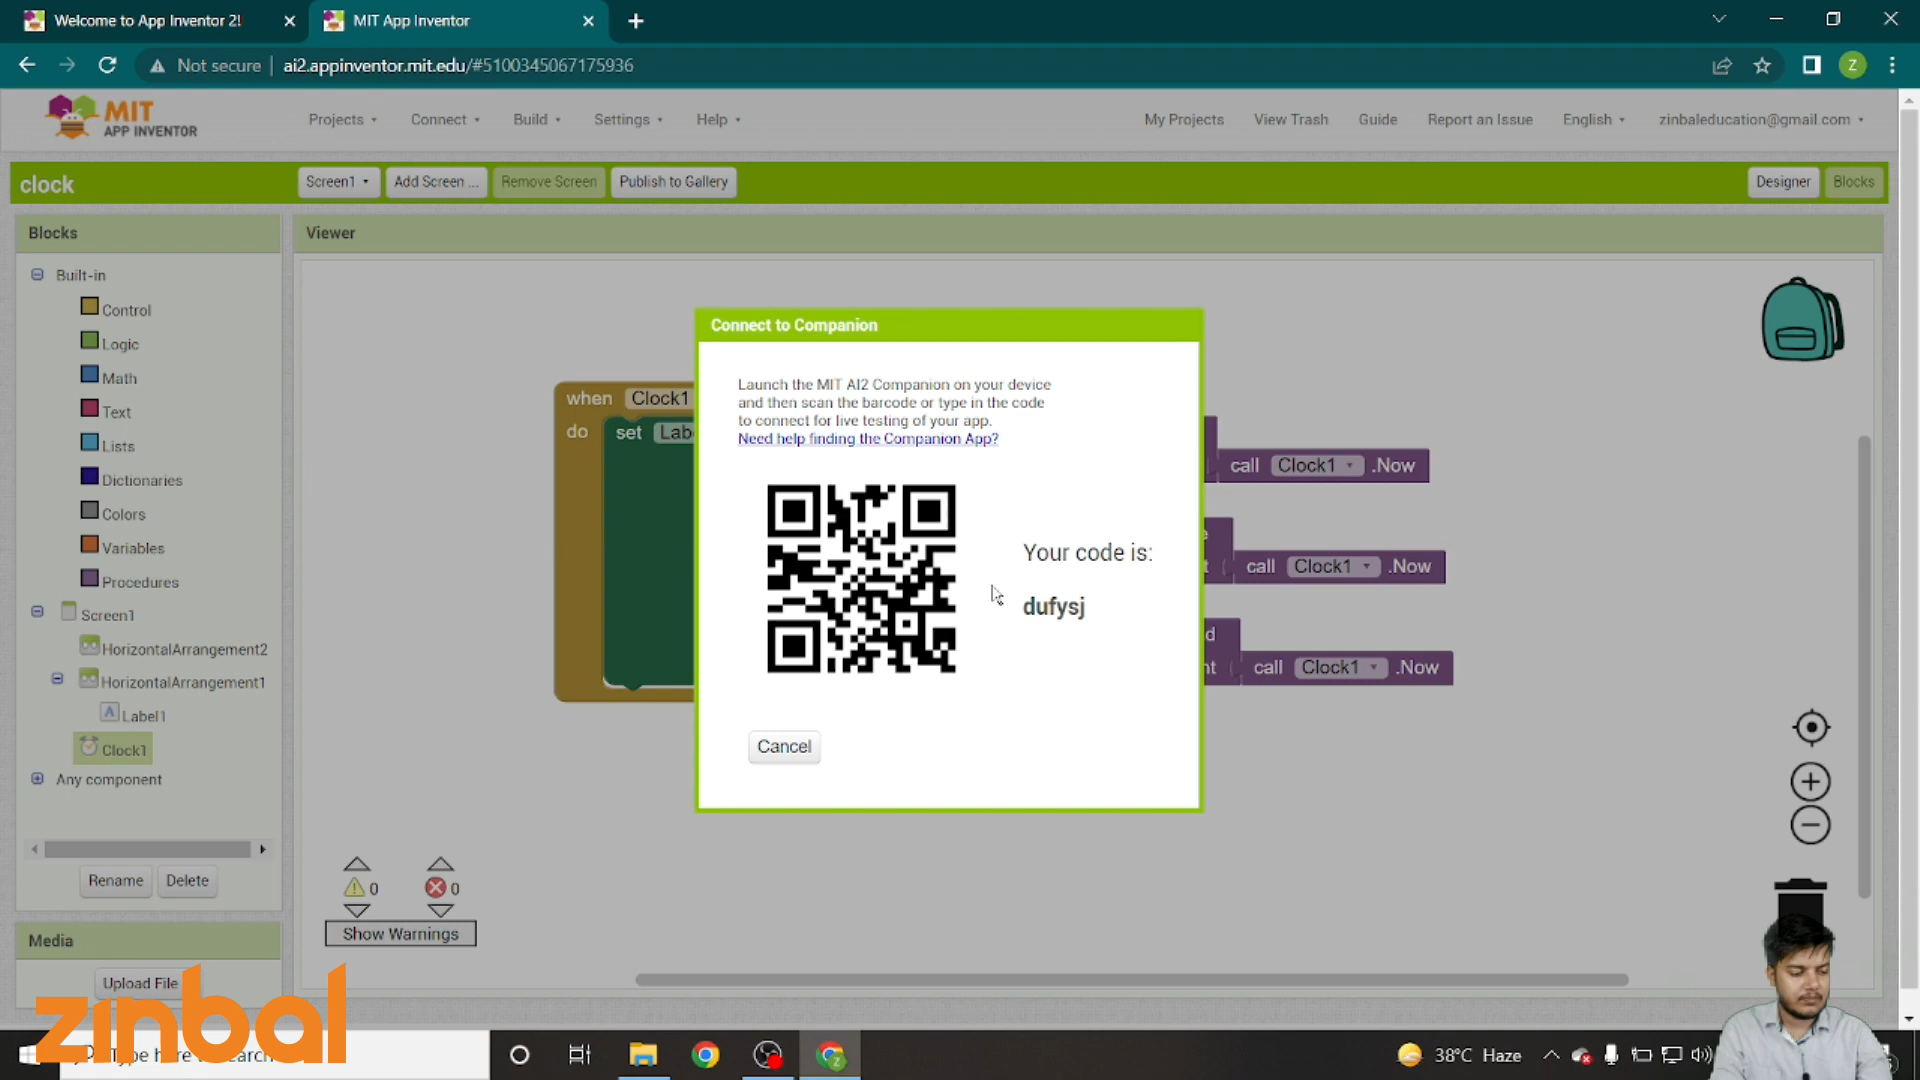 Welcome to App Inventor 2!
MIT App Inventor
Not secure
ai2.appinventor.mit.edu/#5100345067175936
Z
MIT
APP INVENTOR
Projects
Connect
Build
Settings
Help
My Projects
View Trash
Guide
Report an Issue
English
zinbaleducation@gmail.com
clock
Screen1
Add Screen ...
Remove Screen
Publish to Gallery
Designer
Blocks
Blocks
Built-in
Control
Logic
Math
Text
Lists
Dictionaries
Colors
Variables
Procedures
Screen1
HorizontalArrangement2
HorizontalArrangement1
A Label1
Clock1
Any component
Rename
Delete
Media
Upload File
Viewer
when Clock1
do set Lab
call Clock1 .Now
call Clock1 .Now
call Clock1 .Now
Connect to Companion
Launch the MIT AI2 Companion on your device
and then scan the barcode or type in the code
to connect for live testing of your app.
Need help finding the Companion App?
Your code is:
dufysj
Cancel
0
0
Show Warnings
zinbal
38°C Haze